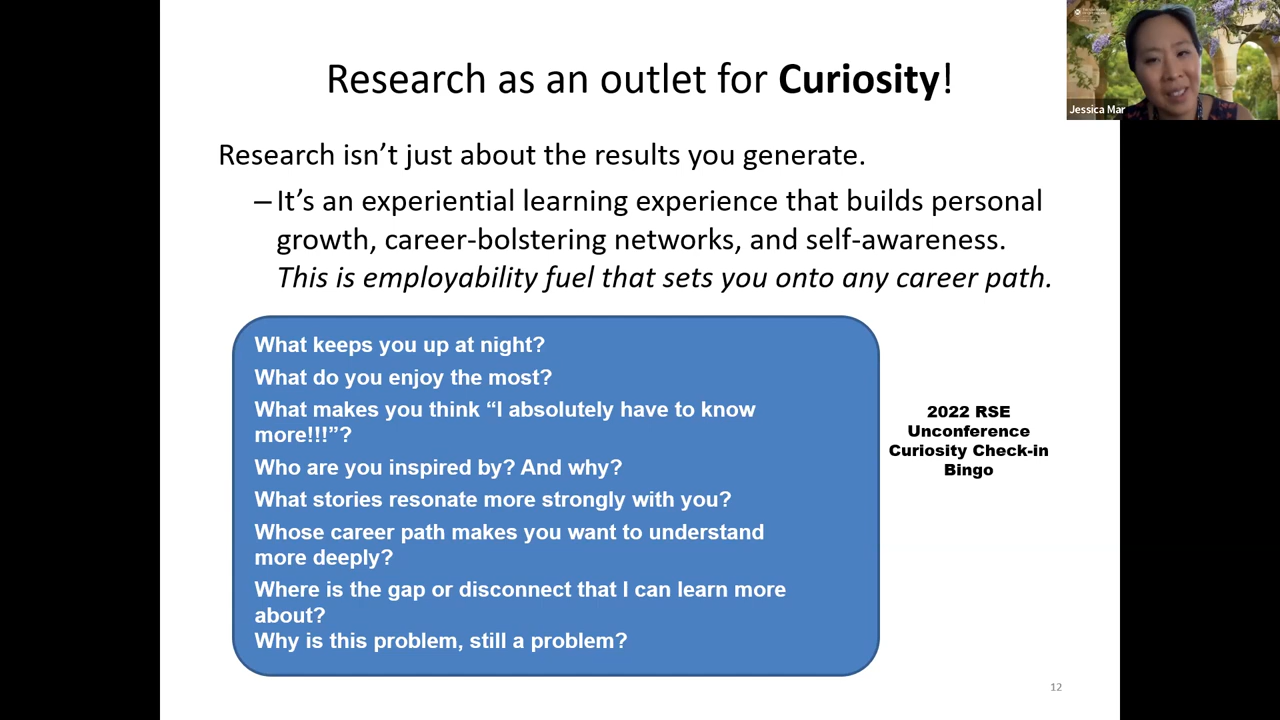 Research as an outlet for Curiosity!
Jessica Mar
Research isn’t just about the results you generate.
– It’s an experiential learning experience that builds personal
growth, career-bolstering networks, and self-awareness.
This is employability fuel that sets you onto any career path.
What keeps you up at night?
What do you enjoy the most?
What makes you think “I absolutely have to know
more!!!”?
Who are you inspired by? And why?
What stories resonate more strongly with you?
Whose career path makes you want to understand
more deeply?
Where is the gap or disconnect that I can learn more
about?
Why is this problem, still a problem?
2022 RSE
Unconference
Curiosity Check-in
Bingo
12